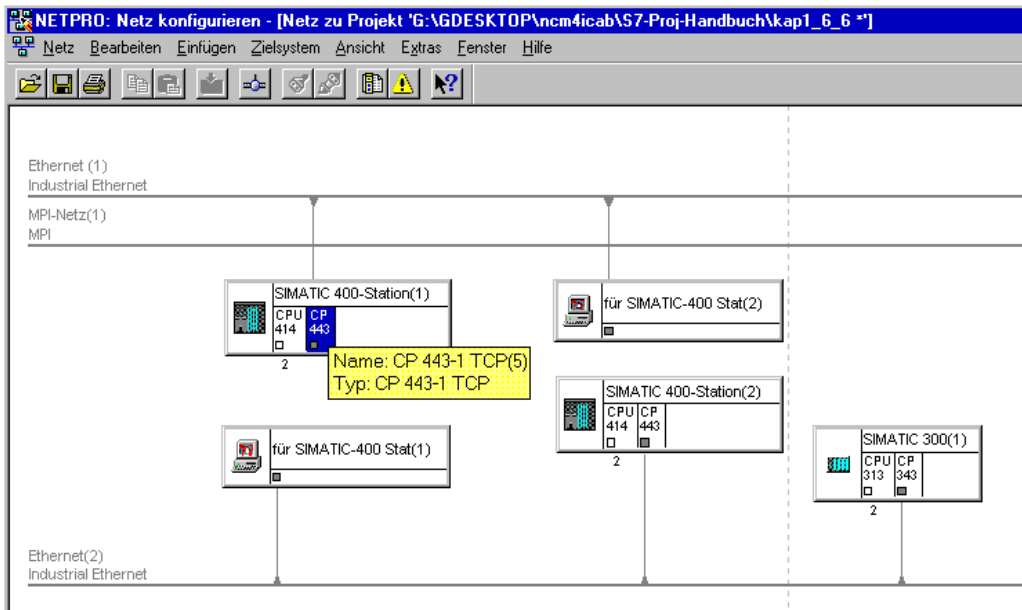 NETPRO: Netz konfigurieren - [Netz zu Projekt 'G:\GDESKTOP\ncm4icab\S7-Proj-Handbuch\kap1_6_6 *']
Netz Bearbeiten Einfügen Zielsystem Ansicht Extras Fenster Hilfe
Ethernet (1)
Industrial Ethernet
MPI-Netz(1)
MPI
SIMATIC 400-Station(1)
CPU CP
414 443
2
Name: CP 443-1 TCP(5)
Typ: CP 443-1 TCP
für SIMATIC-400 Stat(2)
SIMATIC 400-Station(2)
CPU CP
414 443
2
für SIMATIC-400 Stat(1)
SIMATIC 300(1)
CPU CP
313 343
2
Ethernet(2)
Industrial Ethernet